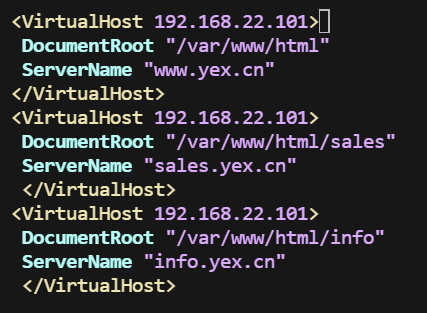 <VirtualHost 192.168.22.101>
DocumentRoot "/var/www/html"
ServerName "www.yex.cn"
</VirtualHost>
<VirtualHost 192.168.22.101>
DocumentRoot "/var/www/html/sales"
ServerName "sales.yex.cn"
</VirtualHost>
<VirtualHost 192.168.22.101>
DocumentRoot "/var/www/html/info"
ServerName "info.yex.cn"
</VirtualHost>